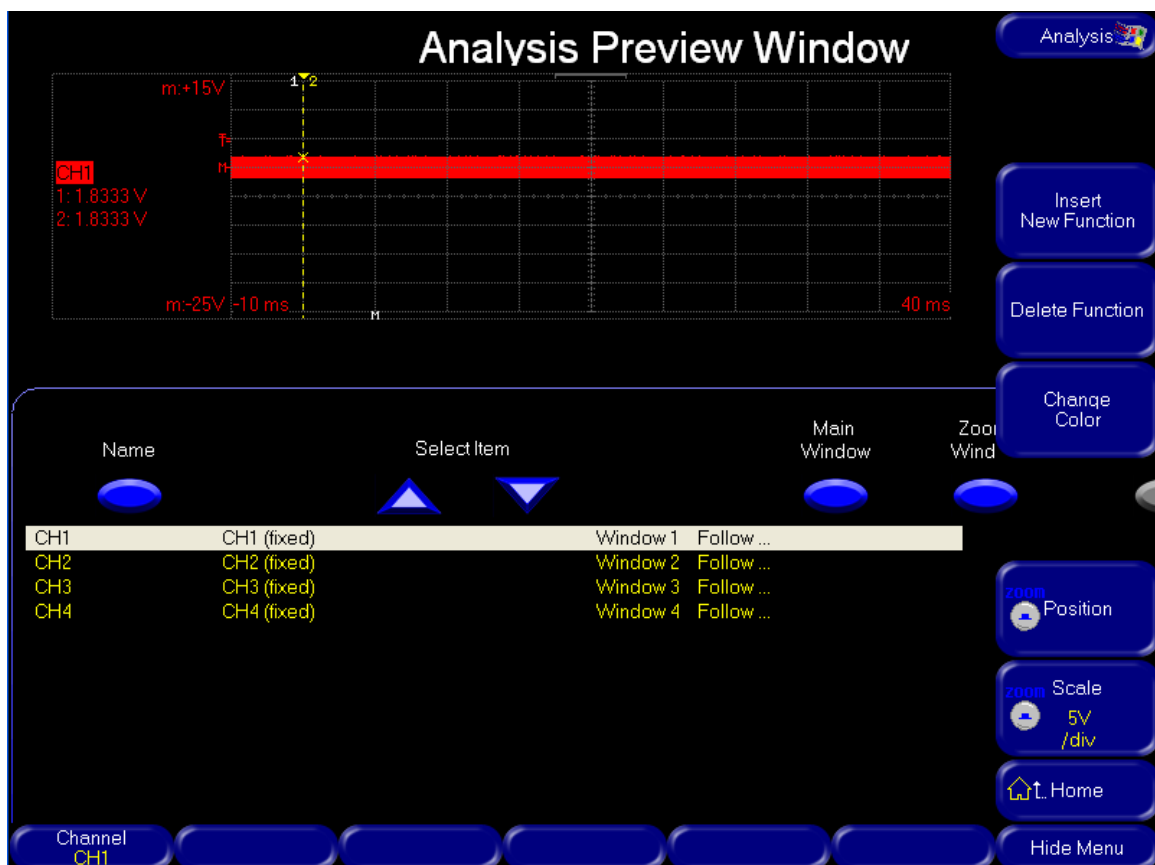 Analysis Preview Window
Analysis
m:+15V
1 2
T
CH1
M
1: 1.8333 V
2: 1.8333 V
m:-25V
-10 ms
M
40 ms
Insert
New Function
Delete Function
Change
Color
Name
Select Item
Main
Window
Zoo
Wind
CH1 CH1 (fixed) Window 1 Follow ...
CH2 CH2 (fixed) Window 2 Follow ...
CH3 CH3 (fixed) Window 3 Follow ...
CH4 CH4 (fixed) Window 4 Follow ...
zoom
Position
zoom
Scale
5V
/div
Home
Channel
CH1
Hide Menu